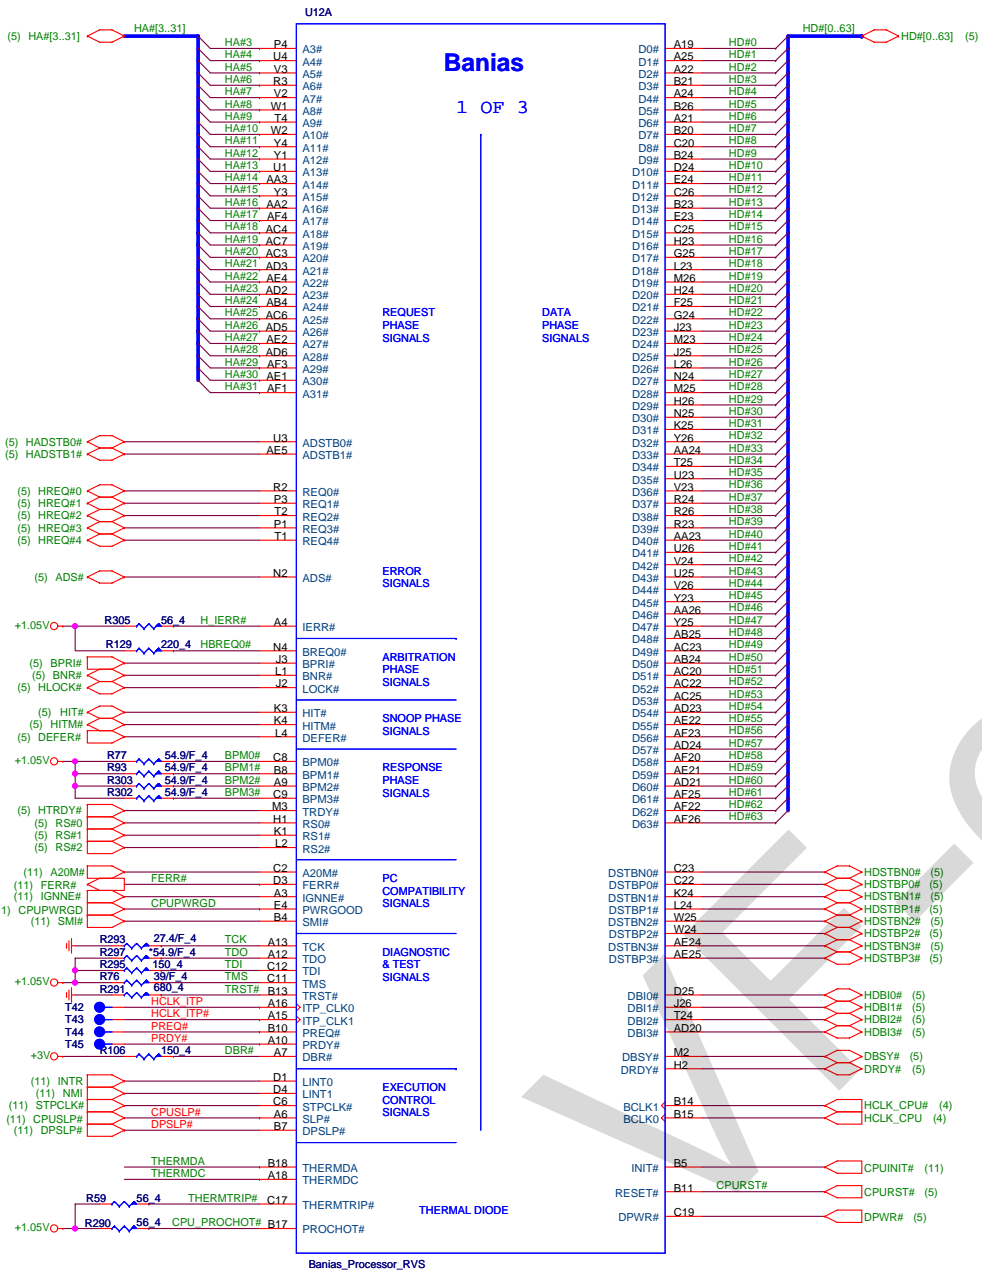 U12A
Banias
1 OF 3
(5) HA#[3..31] HA#[3..31]
HA#3 P4 A3#
HA#4 U4 A4#
HA#5 V3 A5#
HA#6 R3 A6#
HA#7 V2 A7#
HA#8 W1 A8#
HA#9 T4 A9#
HA#10 W2 A10#
HA#11 Y4 A11#
HA#12 Y1 A12#
HA#13 U1 A13#
HA#14 AA3 A14#
HA#15 Y3 A15#
HA#16 AA2 A16#
HA#17 AF4 A17#
HA#18 AC4 A18#
HA#19 AC7 A19#
HA#20 AC3 A20#
HA#21 AD3 A21#
HA#22 AE4 A22#
HA#23 AD2 A23#
HA#24 AB4 A24#
HA#25 AC6 A25#
HA#26 AD5 A26#
HA#27 AE2 A27#
HA#28 AD6 A28#
HA#29 AF3 A29#
HA#30 AE1 A30#
HA#31 AF1 A31#
REQUEST
PHASE
SIGNALS
(5) HADSTB0# U3 ADSTB0#
(5) HADSTB1# AE5 ADSTB1#
(5) HREQ#0 R2 REQ0#
(5) HREQ#1 P3 REQ1#
(5) HREQ#2 T2 REQ2#
(5) HREQ#3 P1 REQ3#
(5) HREQ#4 T1 REQ4#
(5) ADS# N2 ADS#
ERROR
SIGNALS
+1.05V R305 56_4 H_IERR# A4 IERR#
R129 220_4 HBREQ0# N4 BREQ0#
(5) BPRI# J3 BPRI#
(5) BNR# L1 BNR#
(5) HLOCK# J2 LOCK#
ARBITRATION
PHASE
SIGNALS
(5) HIT# K3 HIT#
(5) HITM# K4 HITM#
(5) DEFER# L4 DEFER#
SNOOP PHASE
SIGNALS
+1.05V R77 54.9/F_4 BPM0# C8 BPM0#
R93 54.9/F_4 BPM1# B8 BPM1#
R303 54.9/F_4 BPM2# A9 BPM2#
R302 54.9/F_4 BPM3# C9 BPM3#
(5) HTRDY# M3 TRDY#
(5) RS#0 H1 RS0#
(5) RS#1 K1 RS1#
(5) RS#2 L2 RS2#
RESPONSE
PHASE
SIGNALS
(11) A20M# C2 A20M#
(11) FERR# FERR# D3 FERR#
(11) IGNNE# A3 IGNNE#
1) CPUPWRGD CPUPWRGD E4 PWRGOOD
(11) SMI# B4 SMI#
PC
COMPATIBILITY
SIGNALS
R293 27.4/F_4 TCK A13 TCK
R297 *54.9/F_4 TDO A12 TDO
R295 150_4 TDI C12 TDI
+1.05V R76 39/F_4 TMS C11 TMS
R291 680_4 TRST# B13 TRST#
T42 HCLK_ITP A16 ITP_CLK0
T43 HCLK_ITP# A15 ITP_CLK1
T44 PREQ# B10 PREQ#
T45 PRDY# A10 PRDY#
+3V R106 150_4 DBR# A7 DBR#
DIAGNOSTIC
& TEST
SIGNALS
(11) INTR D1 LINT0
(11) NMI D4 LINT1
(11) STPCLK# C6 STPCLK#
(11) CPUSLP# CPUSLP# A6 SLP#
(11) DPSLP# DPSLP# B7 DPSLP#
EXECUTION
CONTROL
SIGNALS
THERMDA B18 THERMDA
THERMDC A18 THERMDC
R59 56_4 THERMTRIP# C17 THERMTRIP#
+1.05V R290 56_4 CPU_PROCHOT# B17 PROCHOT#
THERMAL DIODE
HD#[0..63] HD#[0..63] (5)
D0# A19 HD#0
D1# A25 HD#1
D2# A22 HD#2
D3# B21 HD#3
D4# A24 HD#4
D5# B26 HD#5
D6# A21 HD#6
D7# B20 HD#7
D8# C20 HD#8
D9# B24 HD#9
D10# D24 HD#10
D11# E24 HD#11
D12# C26 HD#12
D13# B23 HD#13
D14# E23 HD#14
D15# C25 HD#15
D16# H23 HD#16
D17# G25 HD#17
D18# L23 HD#18
D19# M26 HD#19
D20# H24 HD#20
D21# F25 HD#21
D22# G24 HD#22
D23# J23 HD#23
D24# M23 HD#24
D25# J25 HD#25
D26# L26 HD#26
D27# N24 HD#27
D28# M25 HD#28
D29# H26 HD#29
D30# N25 HD#30
D31# K25 HD#31
D32# Y26 HD#32
D33# AA24 HD#33
D34# T25 HD#34
D35# U23 HD#35
D36# V23 HD#36
D37# R24 HD#37
D38# R26 HD#38
D39# R23 HD#39
D40# AA23 HD#40
D41# U26 HD#41
D42# V24 HD#42
D43# U25 HD#43
D44# V26 HD#44
D45# Y23 HD#45
D46# AA26 HD#46
D47# Y25 HD#47
D48# AB25 HD#48
D49# AC23 HD#49
D50# AB24 HD#50
D51# AC20 HD#51
D52# AC22 HD#52
D53# AC25 HD#53
D54# AD23 HD#54
D55# AE22 HD#55
D56# AF23 HD#56
D57# AD24 HD#57
D58# AF20 HD#58
D59# AE21 HD#59
D60# AD21 HD#60
D61# AF25 HD#61
D62# AF22 HD#62
D63# AF26 HD#63
DATA
PHASE
SIGNALS
DSTBN0# C23 HDSTBN0# (5)
DSTBP0# C22 HDSTBP0# (5)
DSTBN1# K24 HDSTBN1# (5)
DSTBP1# L24 HDSTBP1# (5)
DSTBN2# W25 HDSTBN2# (5)
DSTBP2# W24 HDSTBP2# (5)
DSTBN3# AE24 HDSTBN3# (5)
DSTBP3# AE25 HDSTBP3# (5)
DBI0# D25 HDBI0# (5)
DBI1# J26 HDBI1# (5)
DBI2# T24 HDBI2# (5)
DBI3# AD20 HDBI3# (5)
DBSY# M2 DBSY# (5)
DRDY# H2 DRDY# (5)
BCLK1 B14 HCLK_CPU# (4)
BCLK0 B15 HCLK_CPU (4)
INIT# B5 CPUINIT# (11)
RESET# B11 CPURST# CPURST# (5)
DPWR# C19 DPWR# (5)
Banias_Processor_RVS